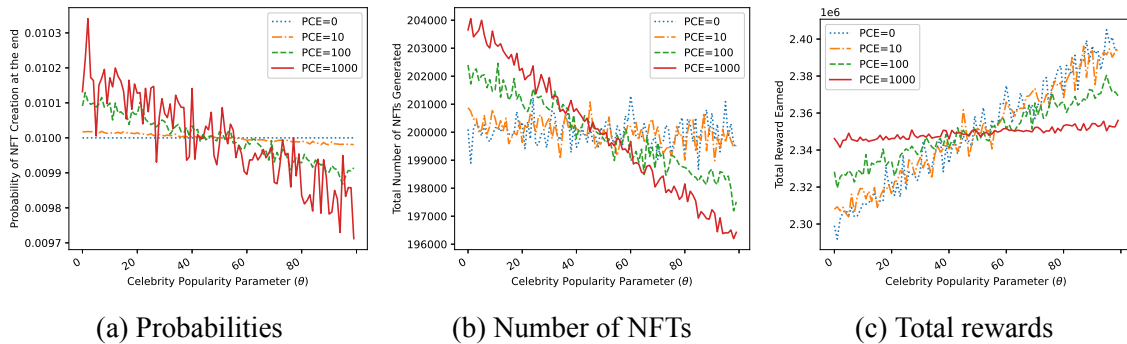 Probability of NFT Creation at the end
0.0103
0.0102
0.0101
0.0100
0.0099
0.0098
0.0097
PCE=0
PCE=10
PCE=100
PCE=1000
0
20
40
60
80
Celebrity Popularity Parameter (θ)
(a) Probabilities
Total Number of NFTs Generated
204000
203000
202000
201000
200000
199000
198000
197000
196000
PCE=0
PCE=10
PCE=100
PCE=1000
0
20
40
60
80
Celebrity Popularity Parameter (θ)
(b) Number of NFTs
Total Reward Earned
1e6
2.40
2.38
2.36
2.34
2.32
2.30
PCE=0
PCE=10
PCE=100
PCE=1000
0
20
40
60
80
Celebrity Popularity Parameter (θ)
(c) Total rewards